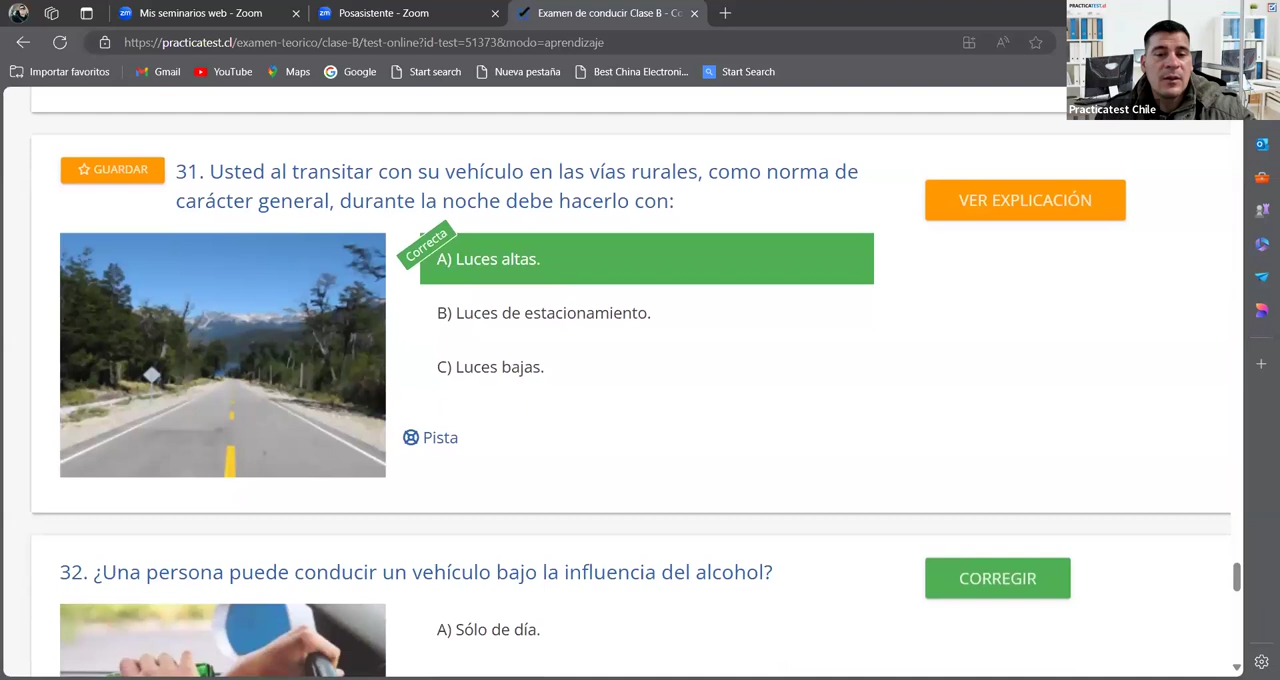 Mis seminarios web - Zoom
Posasistente - Zoom
Examen de conducir Clase B - Cc
https://practicatest.cl/examen-teorico/clase-B/test-online?id-test=51373&modo=aprendizaje
Importar favoritos
Gmail
YouTube
Maps
Google
Start search
Nueva pestaña
Best China Electroni...
Start Search
PRACTICATEST.cl
Practicatest Chile
GUARDAR
31. Usted al transitar con su vehículo en las vías rurales, como norma de
carácter general, durante la noche debe hacerlo con:
VER EXPLICACIÓN
Correcta
A) Luces altas.
B) Luces de estacionamiento.
C) Luces bajas.
Pista
32. ¿Una persona puede conducir un vehículo bajo la influencia del alcohol?
CORREGIR
A) Sólo de día.